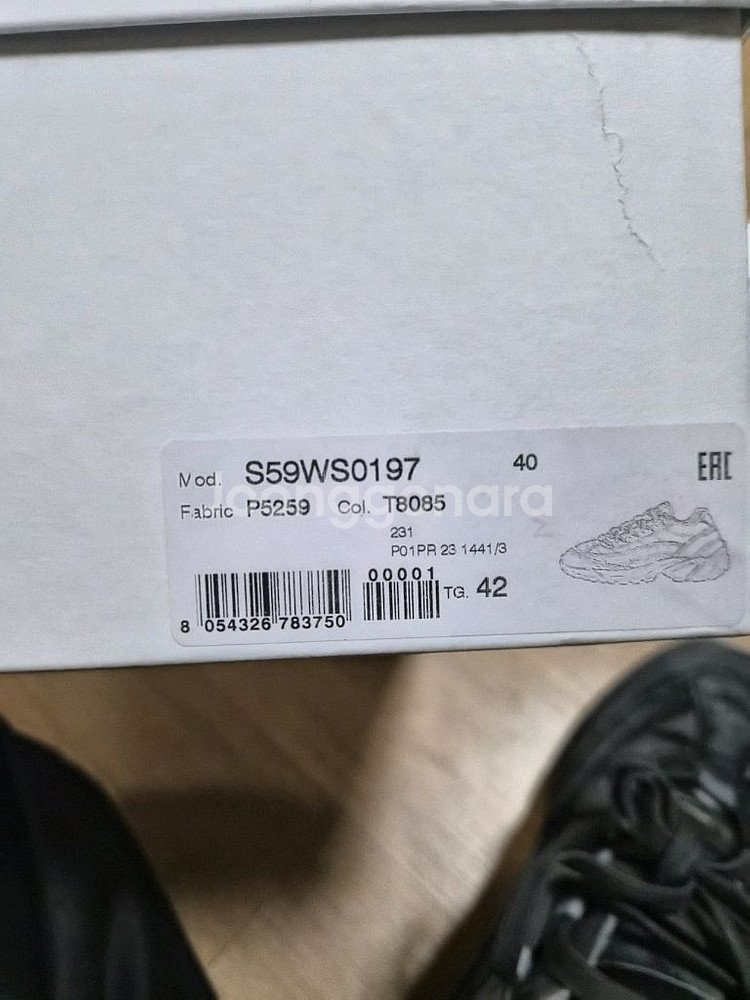 Mod. S59WS0197 40 EAC
Fabric P5259 Col. T8085
Joonggonara
231
P01PR 23 1441/3
00001
TG. 42
8 054326 783750